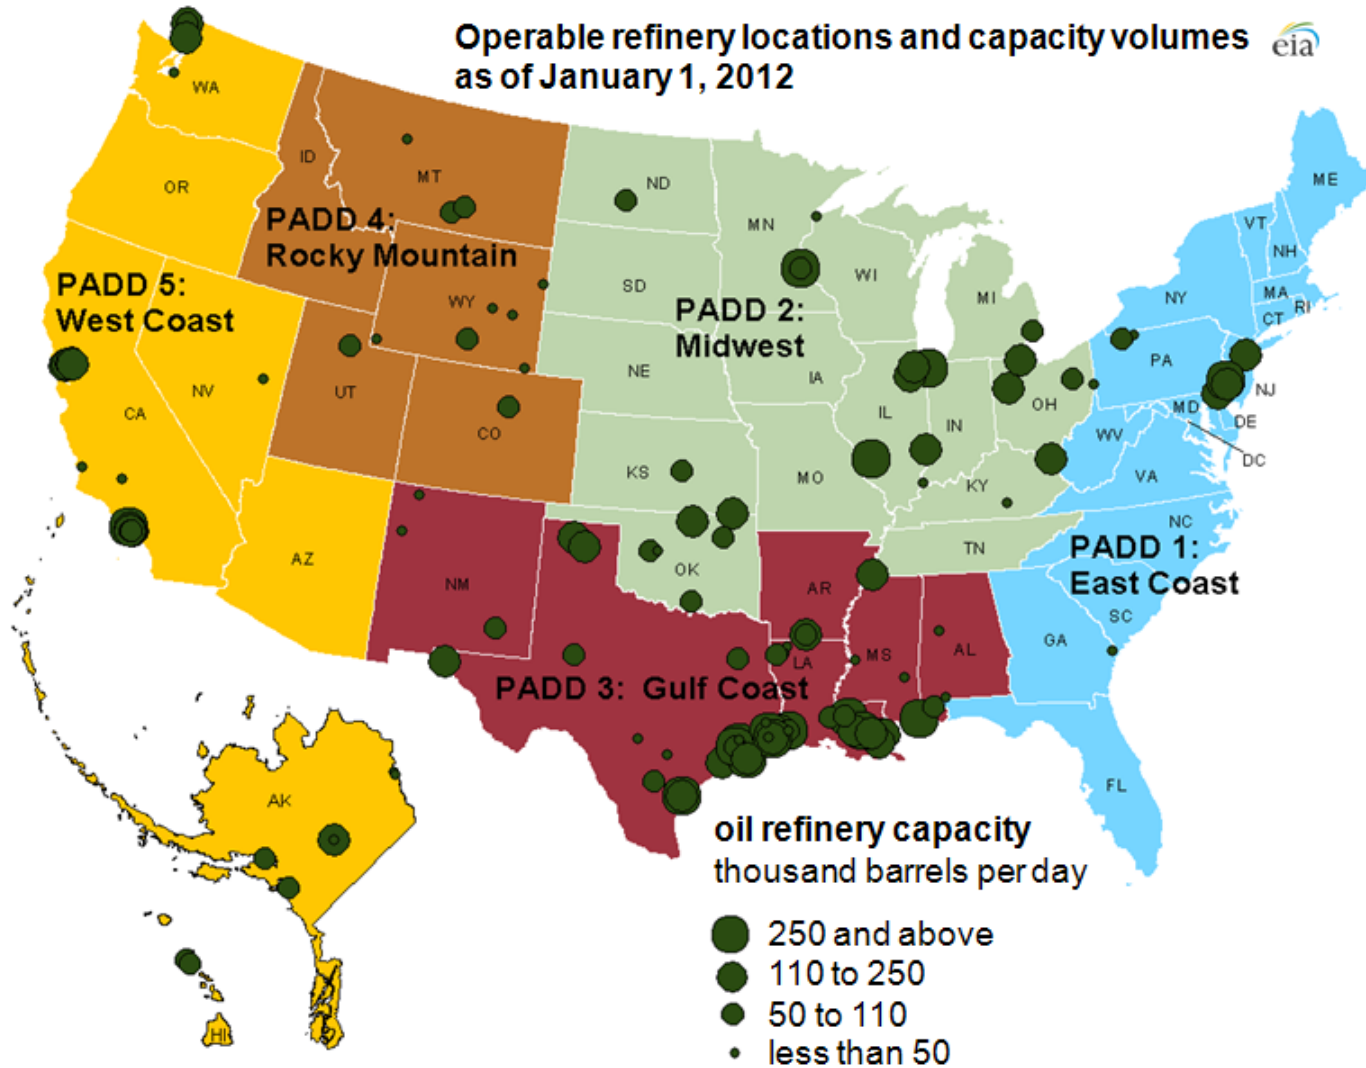 Operable refinery locations and capacity volumes
as of January 1, 2012
eia
WA
OR
ID
MT
ND
MN
WI
MI
ME
VT
NH
NY
MA
RI
CT
PADD 4:
Rocky Mountain
PADD 5:
West Coast
WY
SD
PADD 2:
Midwest
NV
CA
UT
CO
NE
IA
IL
IN
OH
PA
NJ
MD
DE
DC
WV
VA
KS
MO
KY
TN
NC
PADD 1:
East Coast
SC
GA
FL
AZ
NM
OK
AR
LA
MS
AL
PADD 3: Gulf Coast
AK
HI
oil refinery capacity
thousand barrels per day
250 and above
110 to 250
50 to 110
less than 50